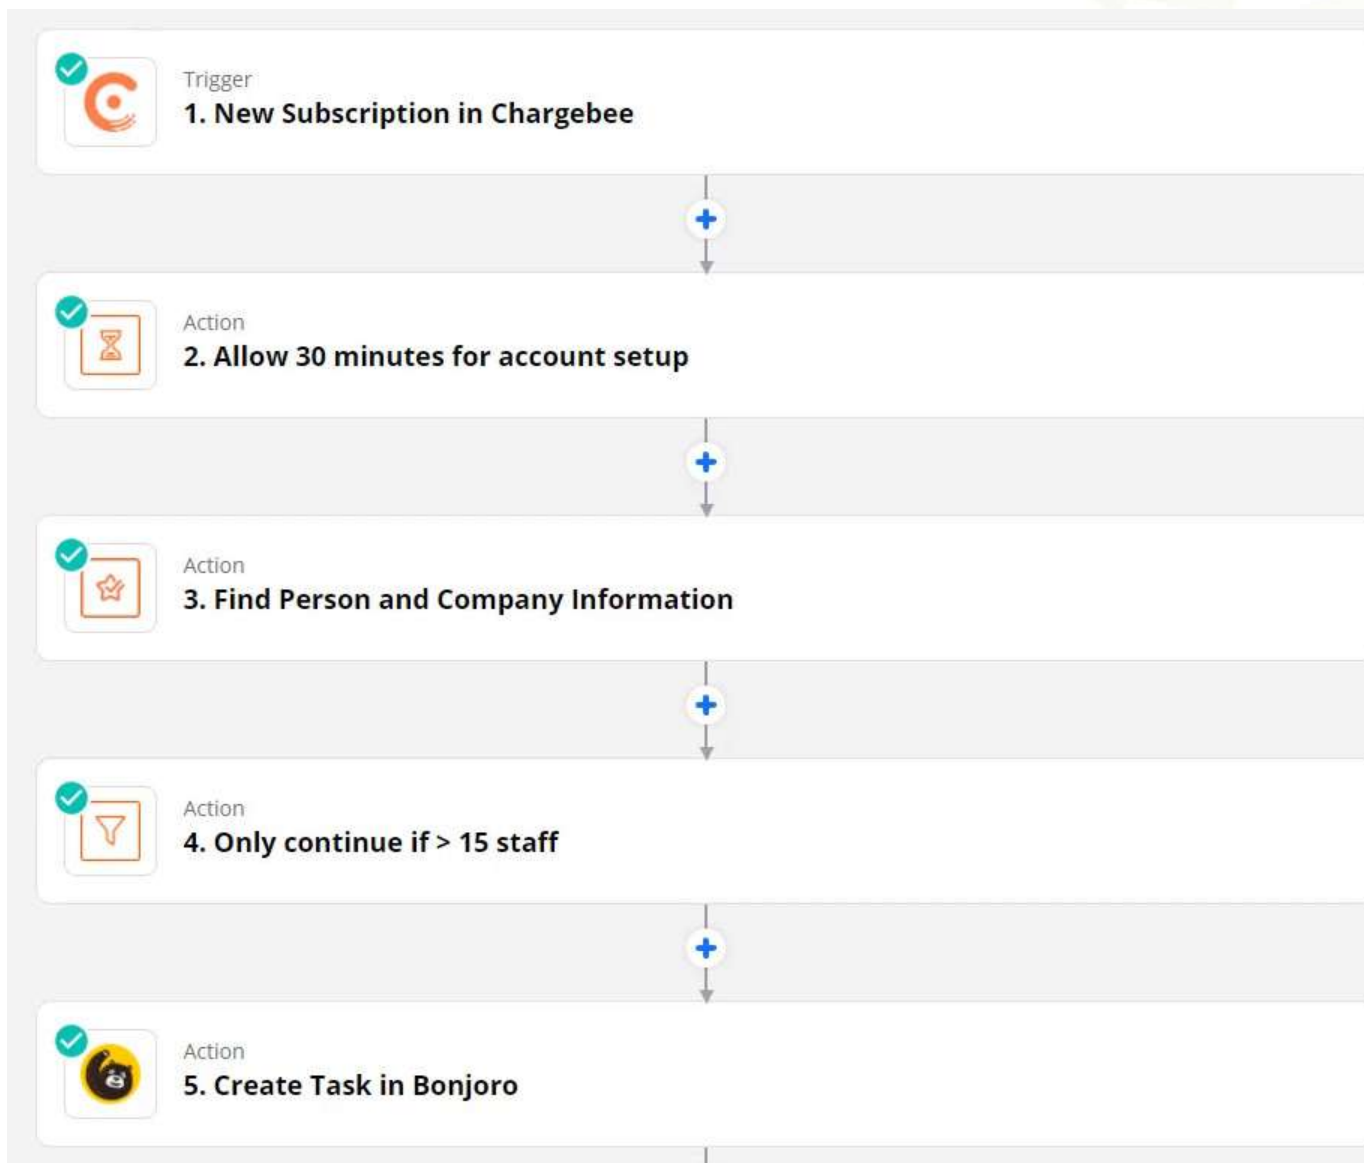 Trigger
1. New Subscription in Chargebee
Action
2. Allow 30 minutes for account setup
Action
3. Find Person and Company Information
Action
4. Only continue if > 15 staff
Action
5. Create Task in Bonjoro